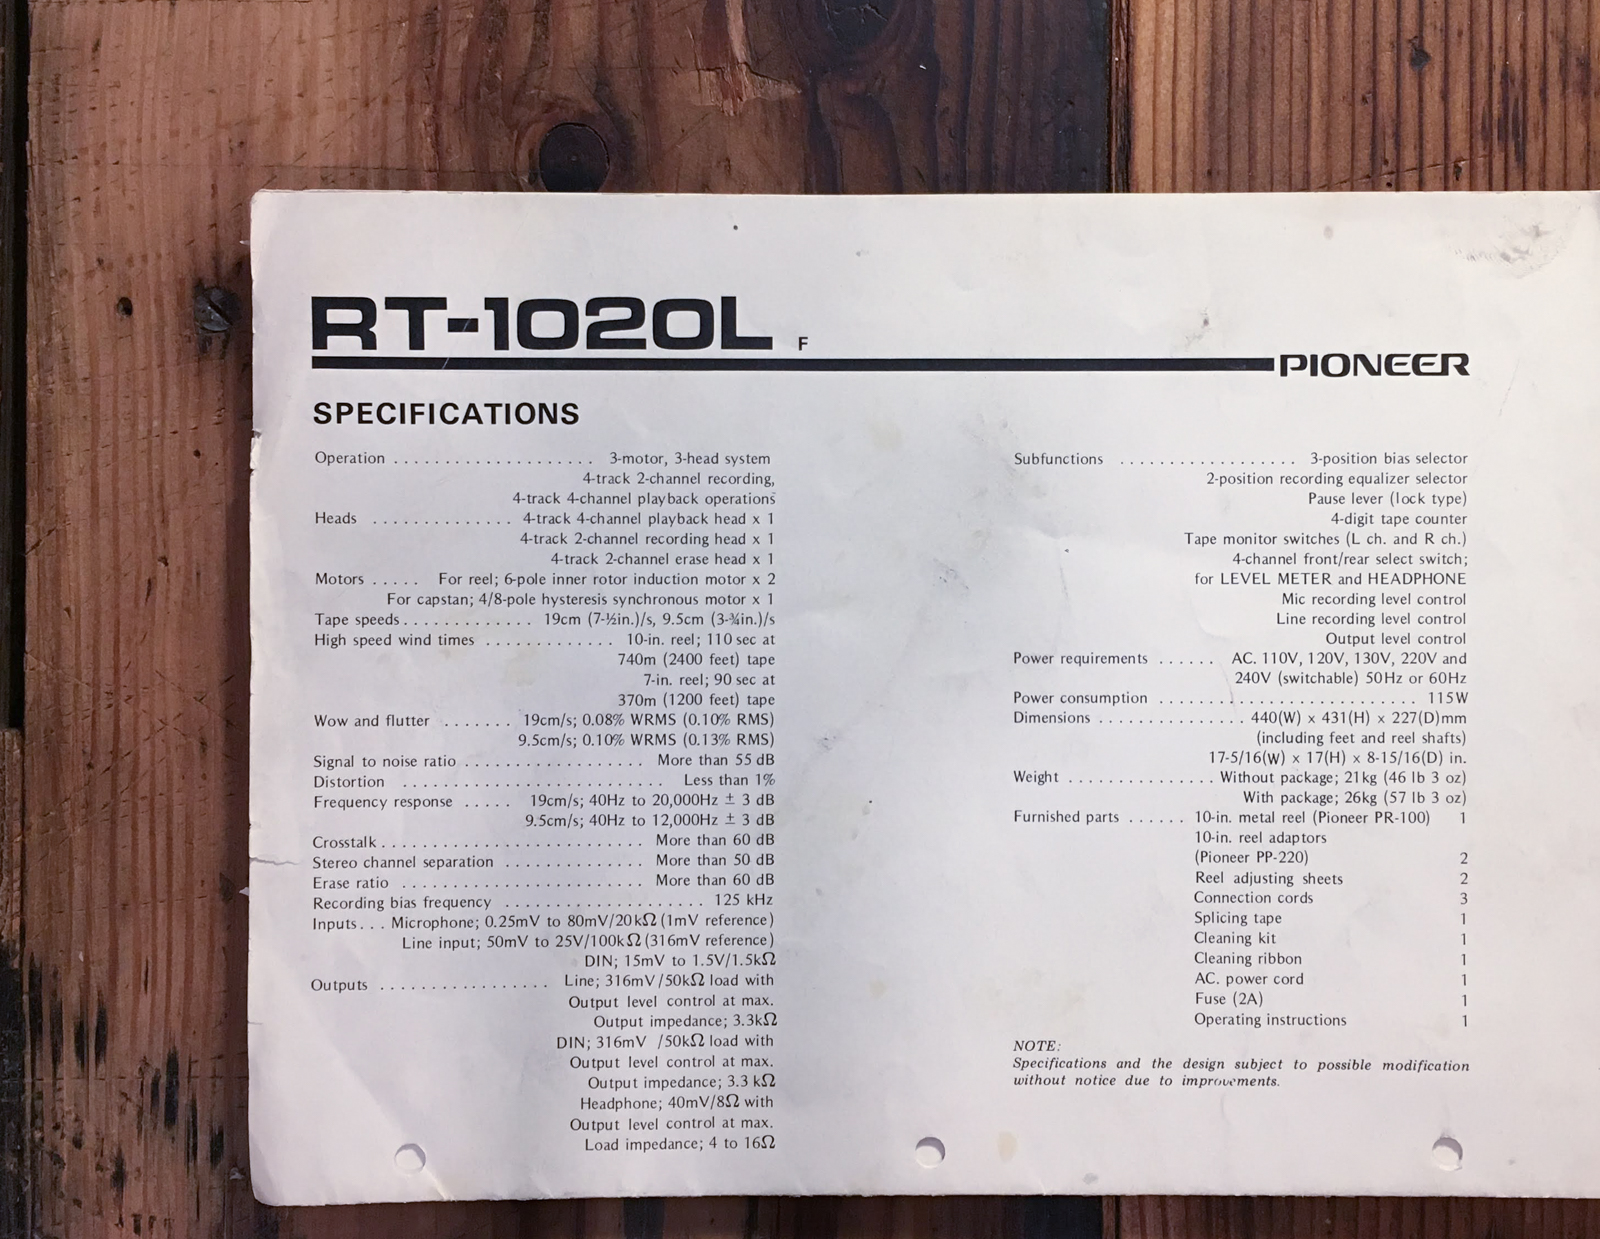 RT-1020L F
PIONEER
SPECIFICATIONS
Operation . . . . . . . . . . . . . . . . . . . . 3-motor, 3-head system
4-track 2-channel recording,
4-track 4-channel playback operations
Heads . . . . . . . . . . . . . . 4-track 4-channel playback head x 1
4-track 2-channel recording head x 1
4-track 2-channel erase head x 1
Motors . . . . . For reel; 6-pole inner rotor induction motor x 2
For capstan; 4/8-pole hysteresis synchronous motor x 1
Tape speeds . . . . . . . . . . . . . 19cm (7-½in.)/s, 9.5cm (3-¾in.)/s
High speed wind times . . . . . . . . . . . . . 10-in. reel; 110 sec at
740m (2400 feet) tape
7-in. reel; 90 sec at
370m (1200 feet) tape
Wow and flutter . . . . . . . 19cm/s; 0.08% WRMS (0.10% RMS)
9.5cm/s; 0.10% WRMS (0.13% RMS)
Signal to noise ratio . . . . . . . . . . . . . . . . . . More than 55 dB
Distortion . . . . . . . . . . . . . . . . . . . . . . . . . . Less than 1%
Frequency response . . . . . 19cm/s; 40Hz to 20,000Hz ± 3 dB
9.5cm/s; 40Hz to 12,000Hz ± 3 dB
Crosstalk . . . . . . . . . . . . . . . . . . . . . . . . . . More than 60 dB
Stereo channel separation . . . . . . . . . . . . . . More than 50 dB
Erase ratio . . . . . . . . . . . . . . . . . . . . . . . . More than 60 dB
Recording bias frequency . . . . . . . . . . . . . . . . . . . . 125 kHz
Inputs . . . Microphone; 0.25mV to 80mV/20kΩ (1mV reference)
Line input; 50mV to 25V/100kΩ (316mV reference)
DIN; 15mV to 1.5V/1.5kΩ
Outputs . . . . . . . . . . . . . . . . . Line; 316mV/50kΩ load with
Output level control at max.
Output impedance; 3.3kΩ
DIN; 316mV /50kΩ load with
Output level control at max.
Output impedance; 3.3 kΩ
Headphone; 40mV/8Ω with
Output level control at max.
Load impedance; 4 to 16Ω
Subfunctions . . . . . . . . . . . . . . . . . . 3-position bias selector
2-position recording equalizer selector
Pause lever (lock type)
4-digit tape counter
Tape monitor switches (L ch. and R ch.)
4-channel front/rear select switch;
for LEVEL METER and HEADPHONE
Mic recording level control
Line recording level control
Output level control
Power requirements . . . . . . AC. 110V, 120V, 130V, 220V and
240V (switchable) 50Hz or 60Hz
Power consumption . . . . . . . . . . . . . . . . . . . . . . . . . . 115W
Dimensions . . . . . . . . . . . . . . . 440(W) x 431(H) x 227(D)mm
(including feet and reel shafts)
17-5/16(W) x 17(H) x 8-15/16(D) in.
Weight . . . . . . . . . . . . . . . Without package; 21kg (46 lb 3 oz)
With package; 26kg (57 lb 3 oz)
Furnished parts . . . . . . 10-in. metal reel (Pioneer PR-100) 1
10-in. reel adaptors
(Pioneer PP-220) 2
Reel adjusting sheets 2
Connection cords 3
Splicing tape 1
Cleaning kit 1
Cleaning ribbon 1
AC. power cord 1
Fuse (2A) 1
Operating instructions 1
NOTE:
Specifications and the design subject to possible modification
without notice due to improvements.